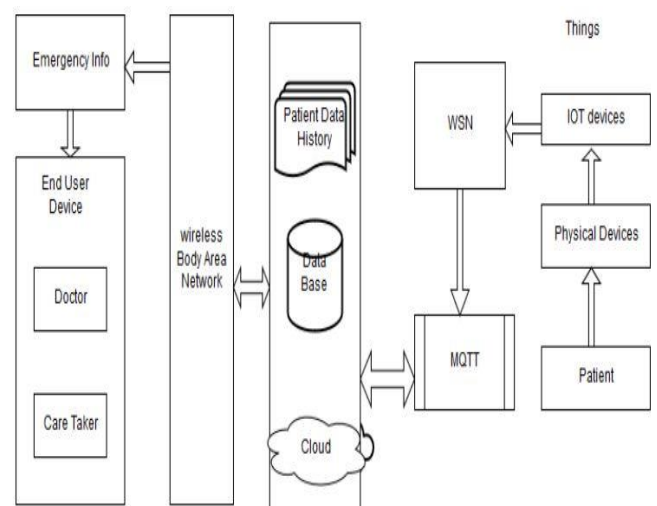 Emergency Info
End User
Device
Doctor
Care Taker
wireless
Body Area
Network
Patient Data
History
Data
Base
Cloud
WSN
MQTT
Things
IOT devices
Physical Devices
Patient